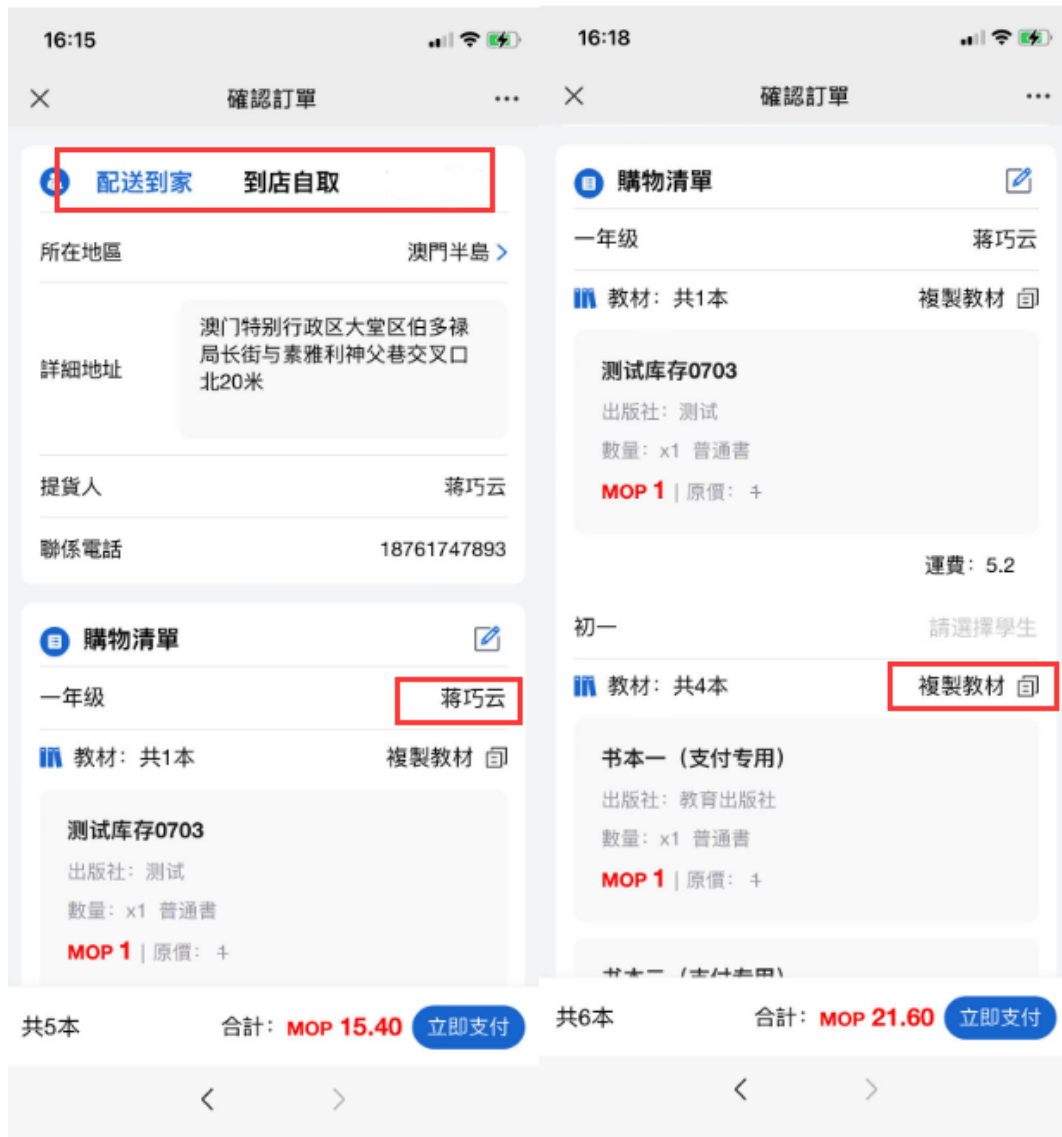 16:15
確認訂單
配送到家 到店自取
所在地區 澳門半島
詳細地址 澳门特别行政区大堂区伯多禄
局长街与素雅利神父巷交叉口
北20米
提貨人 蒋巧云
聯係電話 18761747893
購物清單
一年级 蒋巧云
教材：共1本 複製教材
测试库存0703
出版社：测试
數量：x1 普通書
MOP 1 | 原價： 1
共5本 合計：MOP 15.40 立即支付
16:18
確認訂單
購物清單
一年级 蒋巧云
教材：共1本 複製教材
测试库存0703
出版社：测试
數量：x1 普通書
MOP 1 | 原價： 1
運費：5.2
初一 請選擇學生
教材：共4本 複製教材
书本一（支付专用）
出版社：教育出版社
數量：x1 普通書
MOP 1 | 原價： 1
书本二（支付专用）
共6本 合計：MOP 21.60 立即支付